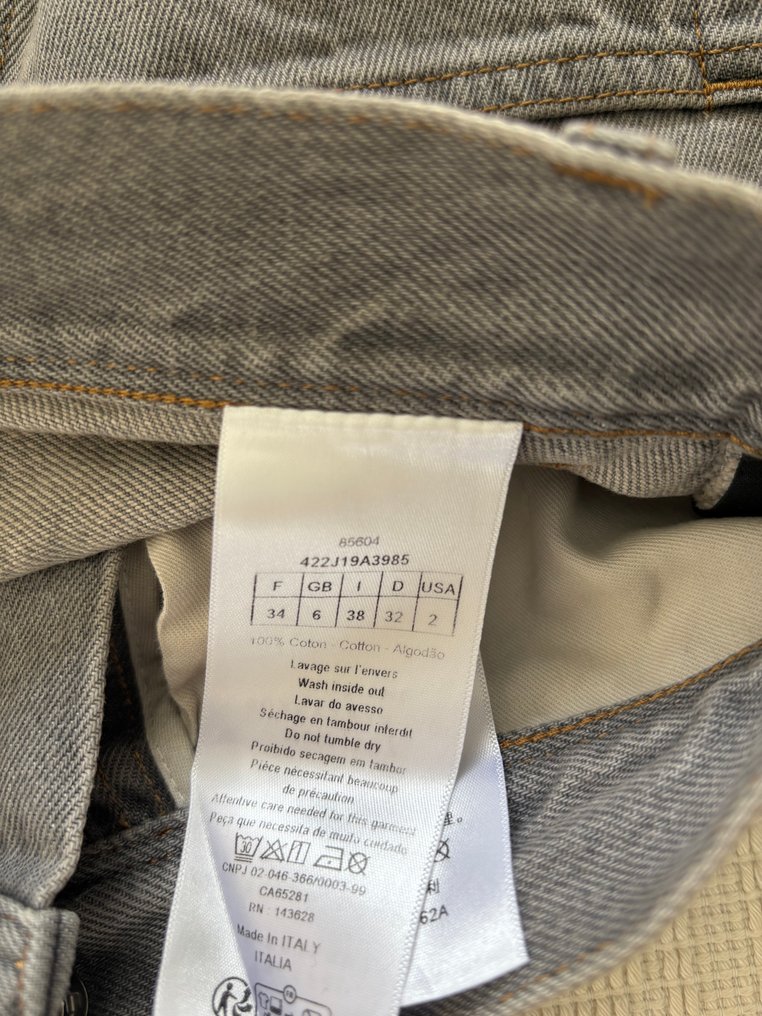 85604
422J19A3985
F GB I D USA
34 6 38 32 2
100% Coton - Cotton - Algodão
Lavage sur l'envers
Wash inside out
Lavar do avesso
Séchage en tambour interdit
Do not tumble dry
Proibido secagem em tambor
Pièce nécessitant beaucoup
de précaution
Attentive care needed for this garment
Peça que necessita de muito cuidado
30
CNPJ 02-046-366/0003-99
CA65281
RN : 143628
Made In ITALY
ITALIA
62A